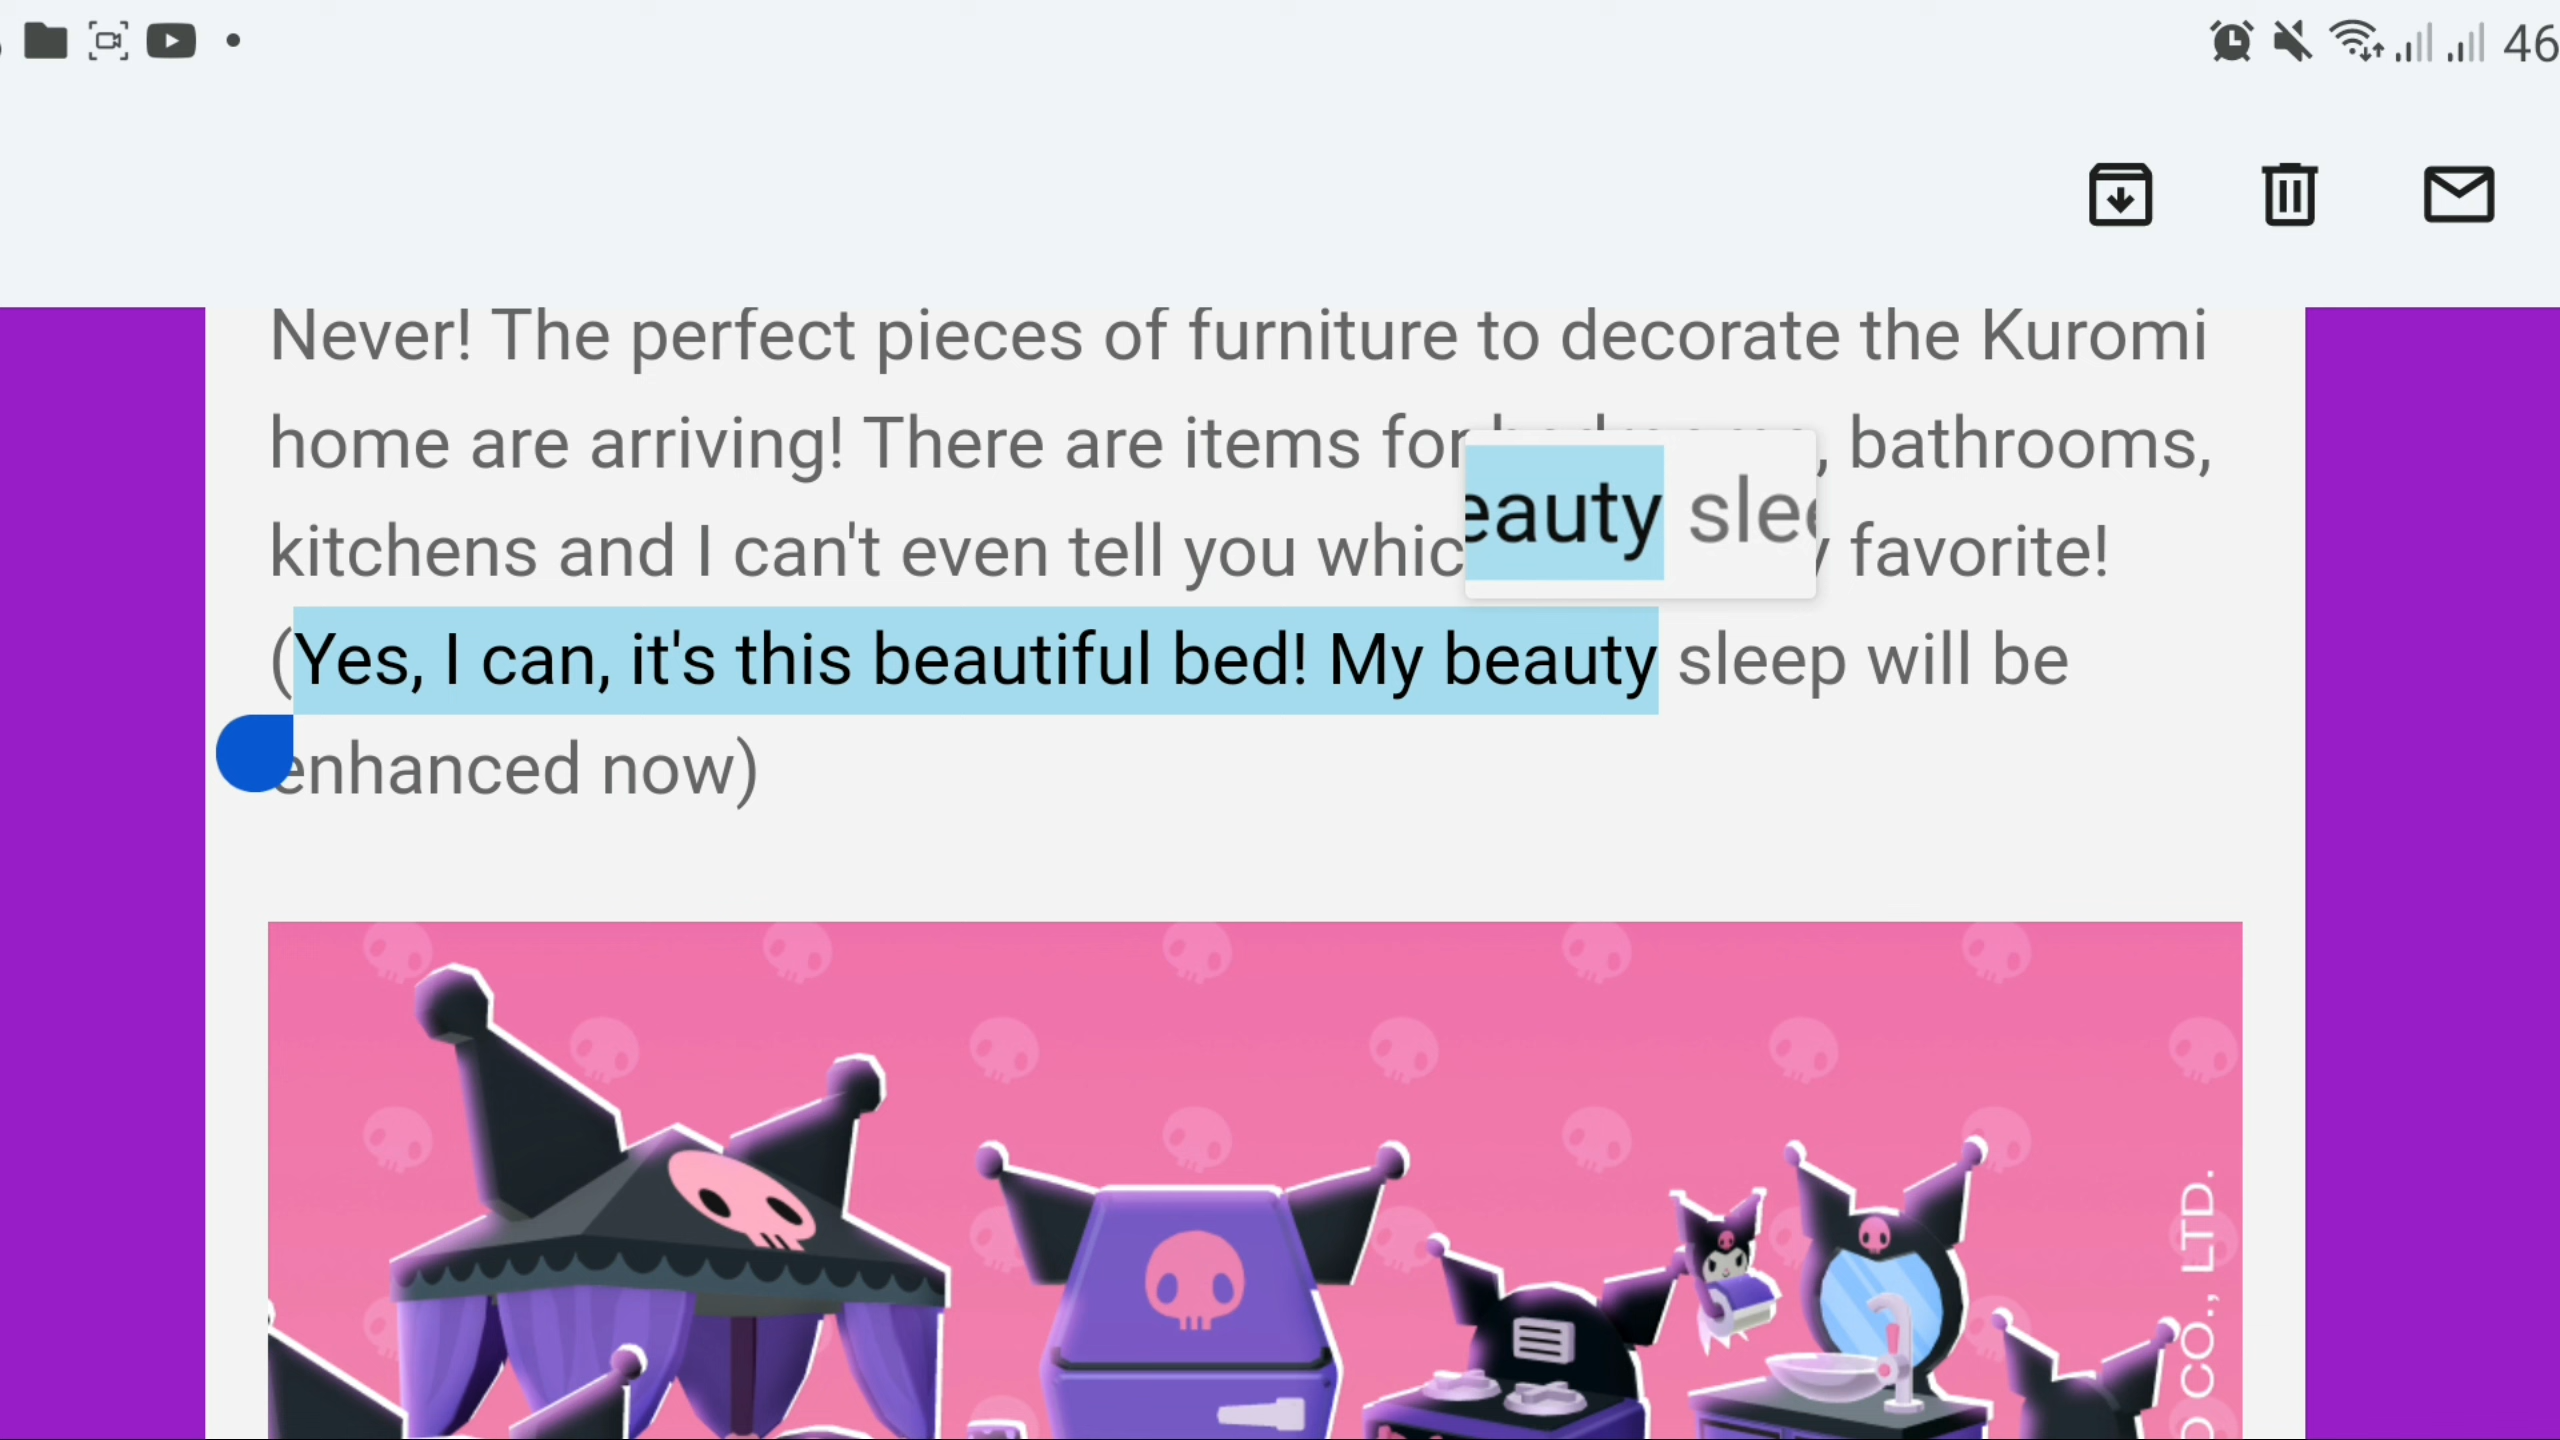 46
Never! The perfect pieces of furniture to decorate the Kuromi
home are arriving! There are items for bathrooms,
eauty slee
kitchens and I can't even tell you favorite!
(Yes, I can, it's this beautiful bed! My beauty sleep will be
enhanced now)
CO., LTD.